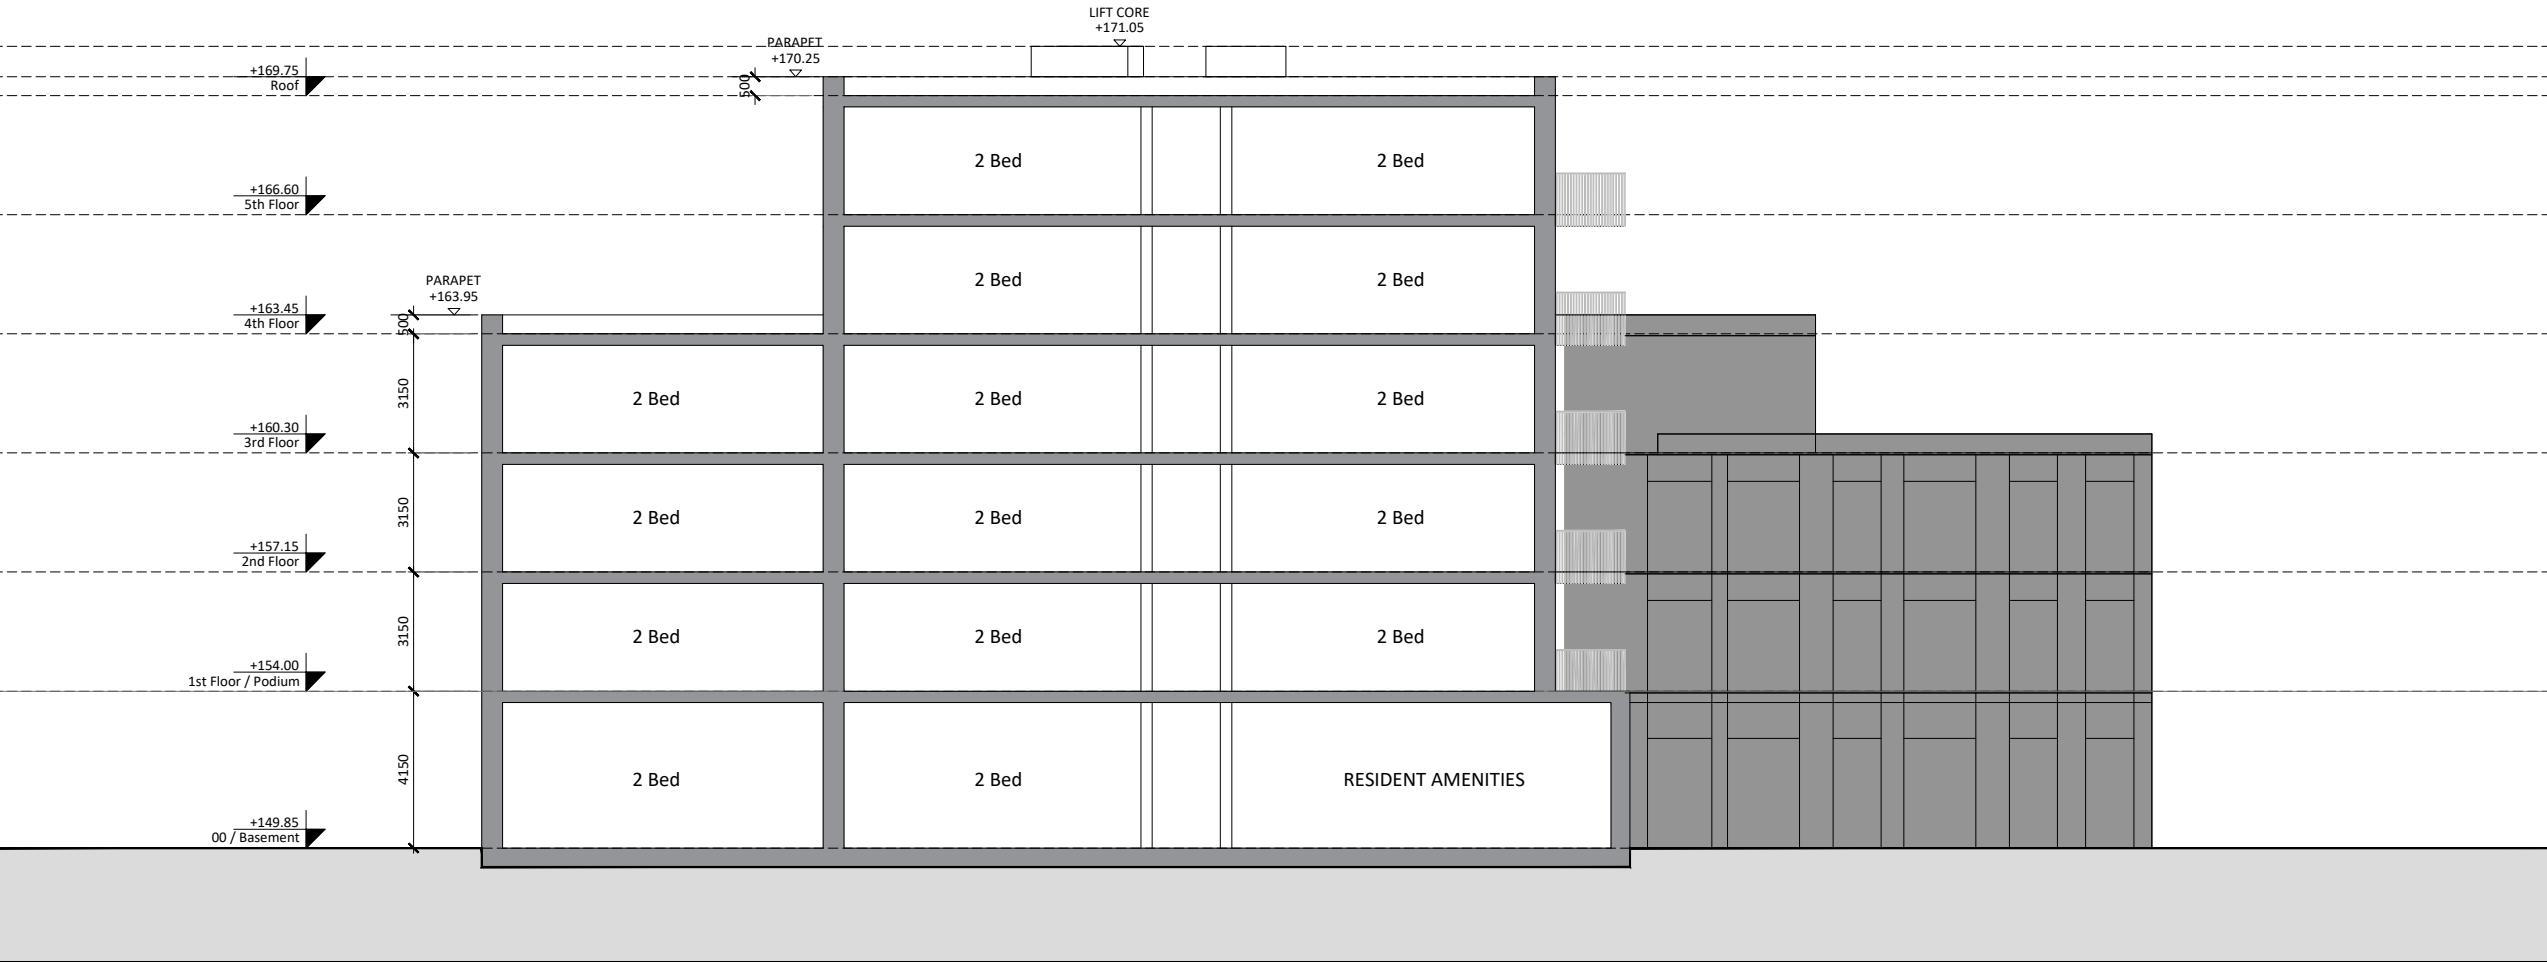 LIFT CORE
+171.05
PARAPET
+170.25
+169.75
Roof
500
2 Bed
2 Bed
+166.60
5th Floor
2 Bed
2 Bed
PARAPET
+163.95
+163.45
4th Floor
500
3150
2 Bed
2 Bed
2 Bed
+160.30
3rd Floor
3150
2 Bed
2 Bed
2 Bed
+157.15
2nd Floor
3150
2 Bed
2 Bed
2 Bed
+154.00
1st Floor / Podium
4150
2 Bed
2 Bed
RESIDENT AMENITIES
+149.85
00 / Basement